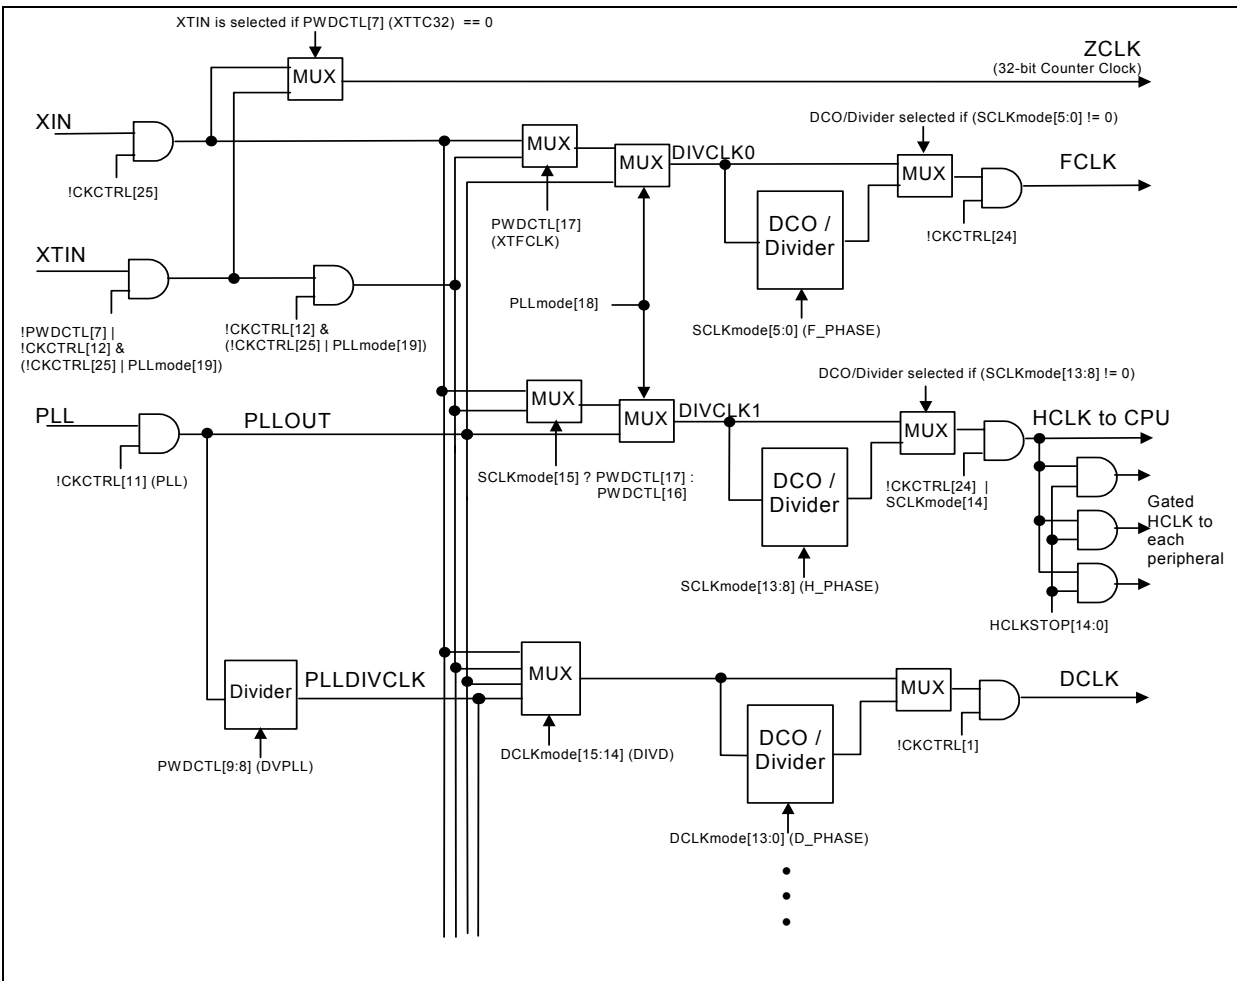 XTIN is selected if PWDCTL[7] (XTTC32) == 0
MUX
ZCLK
(32-bit Counter Clock)
XIN
!CKCTRL[25]
MUX
PWDCTL[17]
(XTFCLK)
MUX
DIVCLK0
DCO/Divider selected if (SCLKmode[5:0] != 0)
MUX
FCLK
DCO /
Divider
!CKCTRL[24]
SCLKmode[5:0] (F_PHASE)
XTIN
!PWDCTL[7] |
!CKCTRL[12] &
(!CKCTRL[25] | PLLmode[19])
!CKCTRL[12] &
(!CKCTRL[25] | PLLmode[19])
PLLmode[18]
DCO/Divider selected if (SCLKmode[13:8] != 0)
PLL
!CKCTRL[11] (PLL)
PLLOUT
MUX
SCLKmode[15] ? PWDCTL[17] :
PWDCTL[16]
MUX
DIVCLK1
MUX
HCLK to CPU
DCO /
Divider
!CKCTRL[24] |
SCLKmode[14]
Gated
HCLK to
each
peripheral
SCLKmode[13:8] (H_PHASE)
HCLKSTOP[14:0]
Divider
PLLDIVCLK
PWDCTL[9:8] (DVPLL)
MUX
DCLKmode[15:14] (DIVD)
MUX
DCLK
DCO /
Divider
!CKCTRL[1]
DCLKmode[13:0] (D_PHASE)